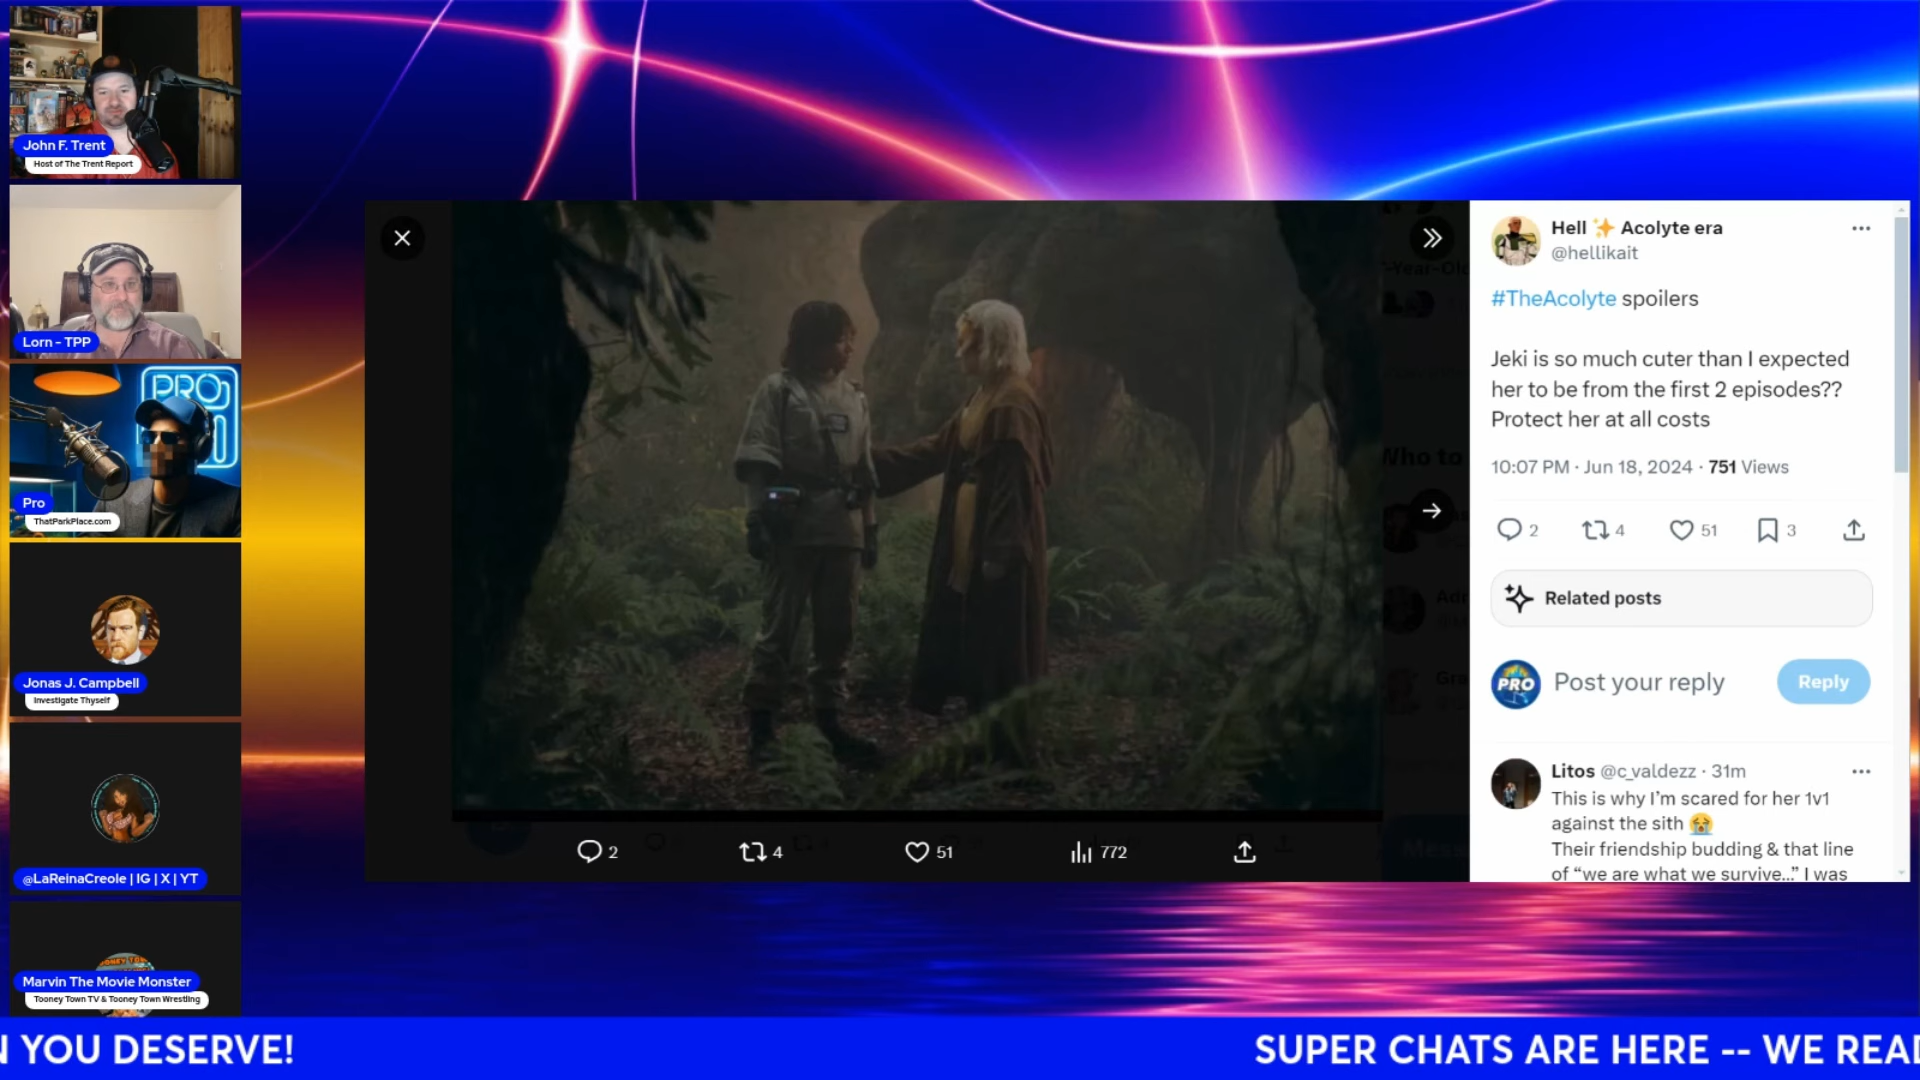 John F. Trent
Host of The Trent Report
Lorn - TPP
PRO
Pro
ThatParkPlace.com
Jonas J. Campbell
Investigate Thyself
@LaReinaCreole | IG | X | YT
Marvin The Movie Monster
Tooney Town TV & Tooney Town Wrestling
Who to
2
4
51
772
Hell ✨ Acolyte era
@hellikait
#TheAcolyte spoilers
Jeki is so much cuter than I expected
her to be from the first 2 episodes??
Protect her at all costs
10:07 PM · Jun 18, 2024 · 751 Views
2
4
51
3
Related posts
PRO
Post your reply
Reply
Litos @c_valdezz · 31m
This is why I'm scared for her 1v1
against the sith 😭
Their friendship budding & that line
of “we are what we survive...” I was
N YOU DESERVE!
SUPER CHATS ARE HERE -- WE READ